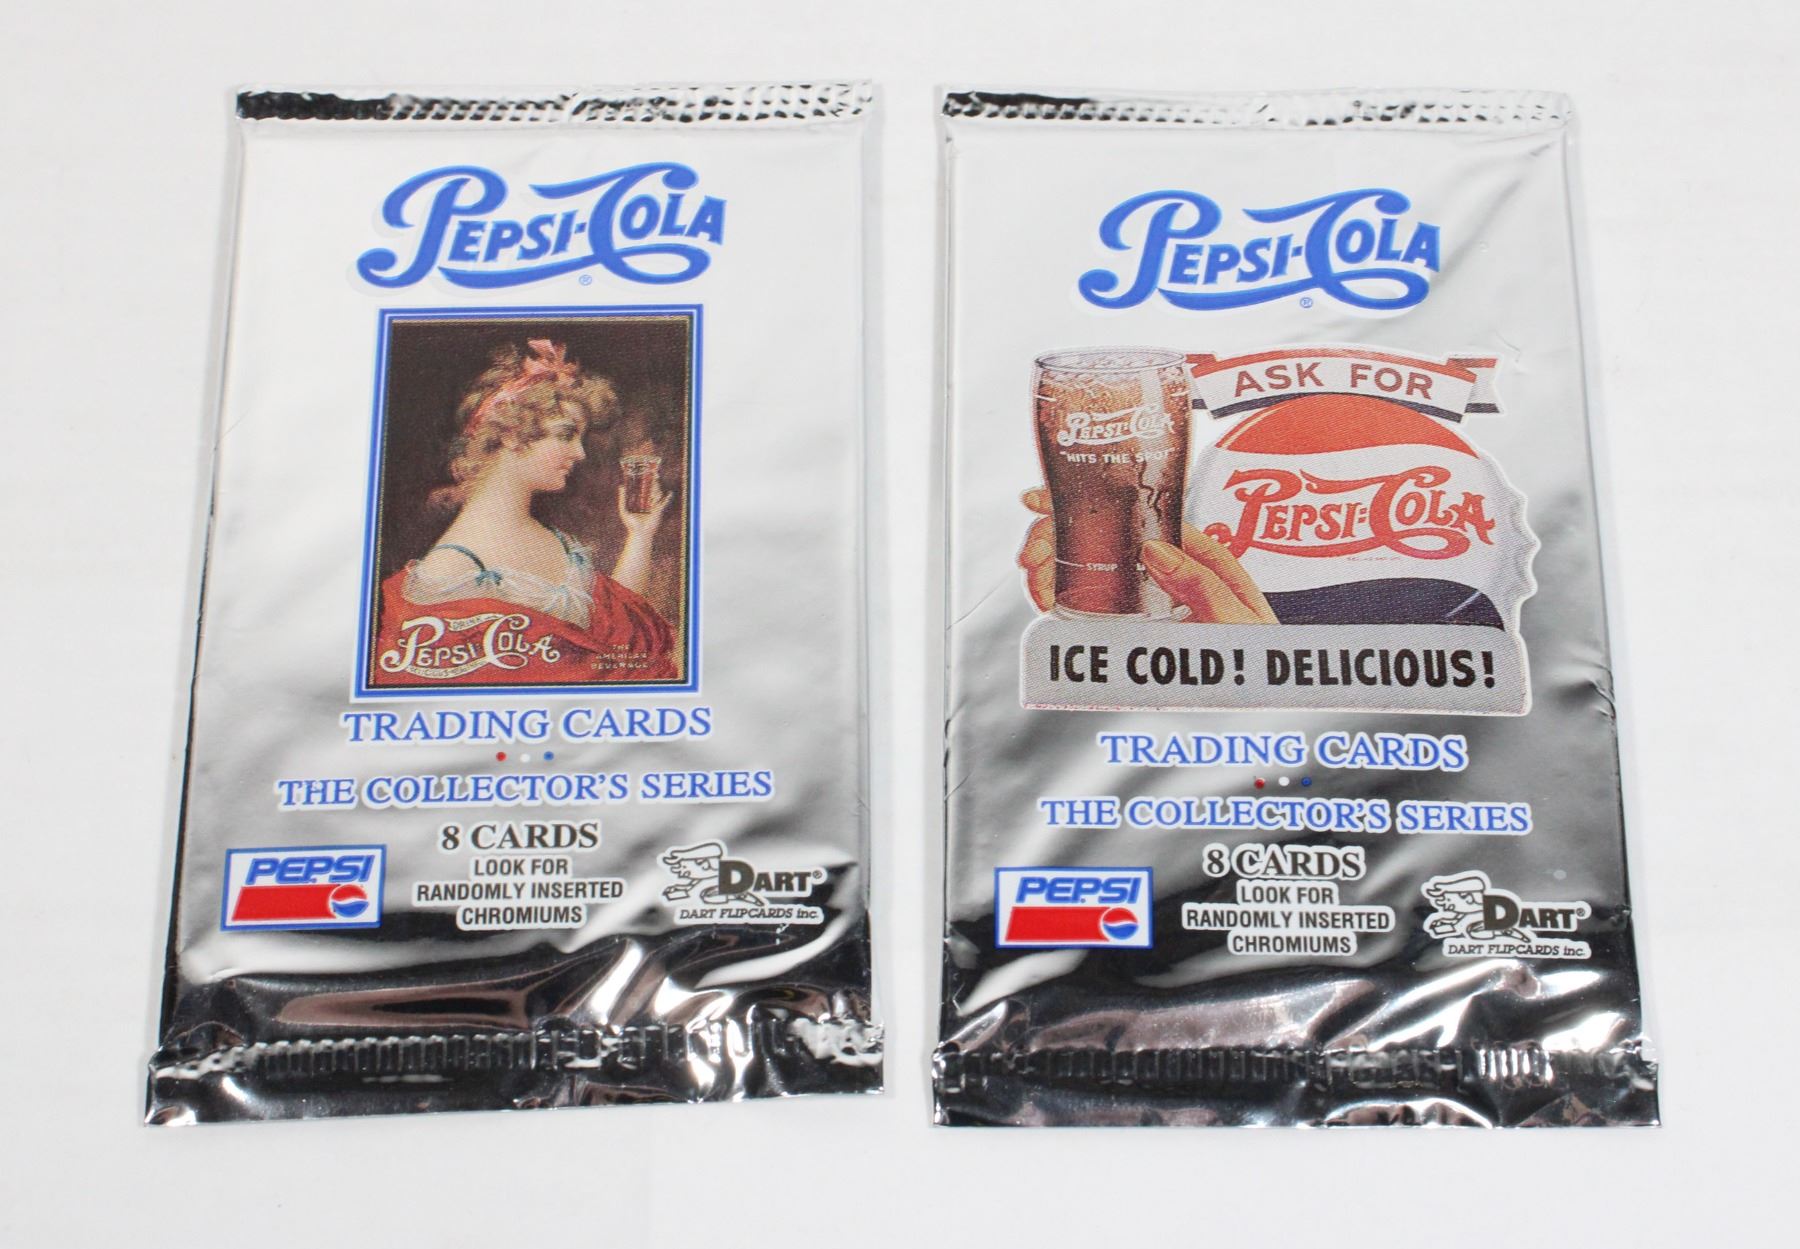 PEPSI-COLA
®
DRINK
PEPSI-COLA
THE
AMERICAN
BEVERAGE
TRADING CARDS
THE COLLECTOR'S SERIES
8 CARDS
LOOK FOR
RANDOMLY INSERTED
CHROMIUMS
PEPSI
DART®
DART FLIPCARDS inc.
PEPSI-COLA
®
ASK FOR
PEPSI-COLA
"HITS THE SPOT"
SYRUP
PEPSI-COLA
ICE COLD! DELICIOUS!
TRADING CARDS
THE COLLECTOR'S SERIES
8 CARDS
LOOK FOR
RANDOMLY INSERTED
CHROMIUMS
PEPSI
DART®
DART FLIPCARDS inc.